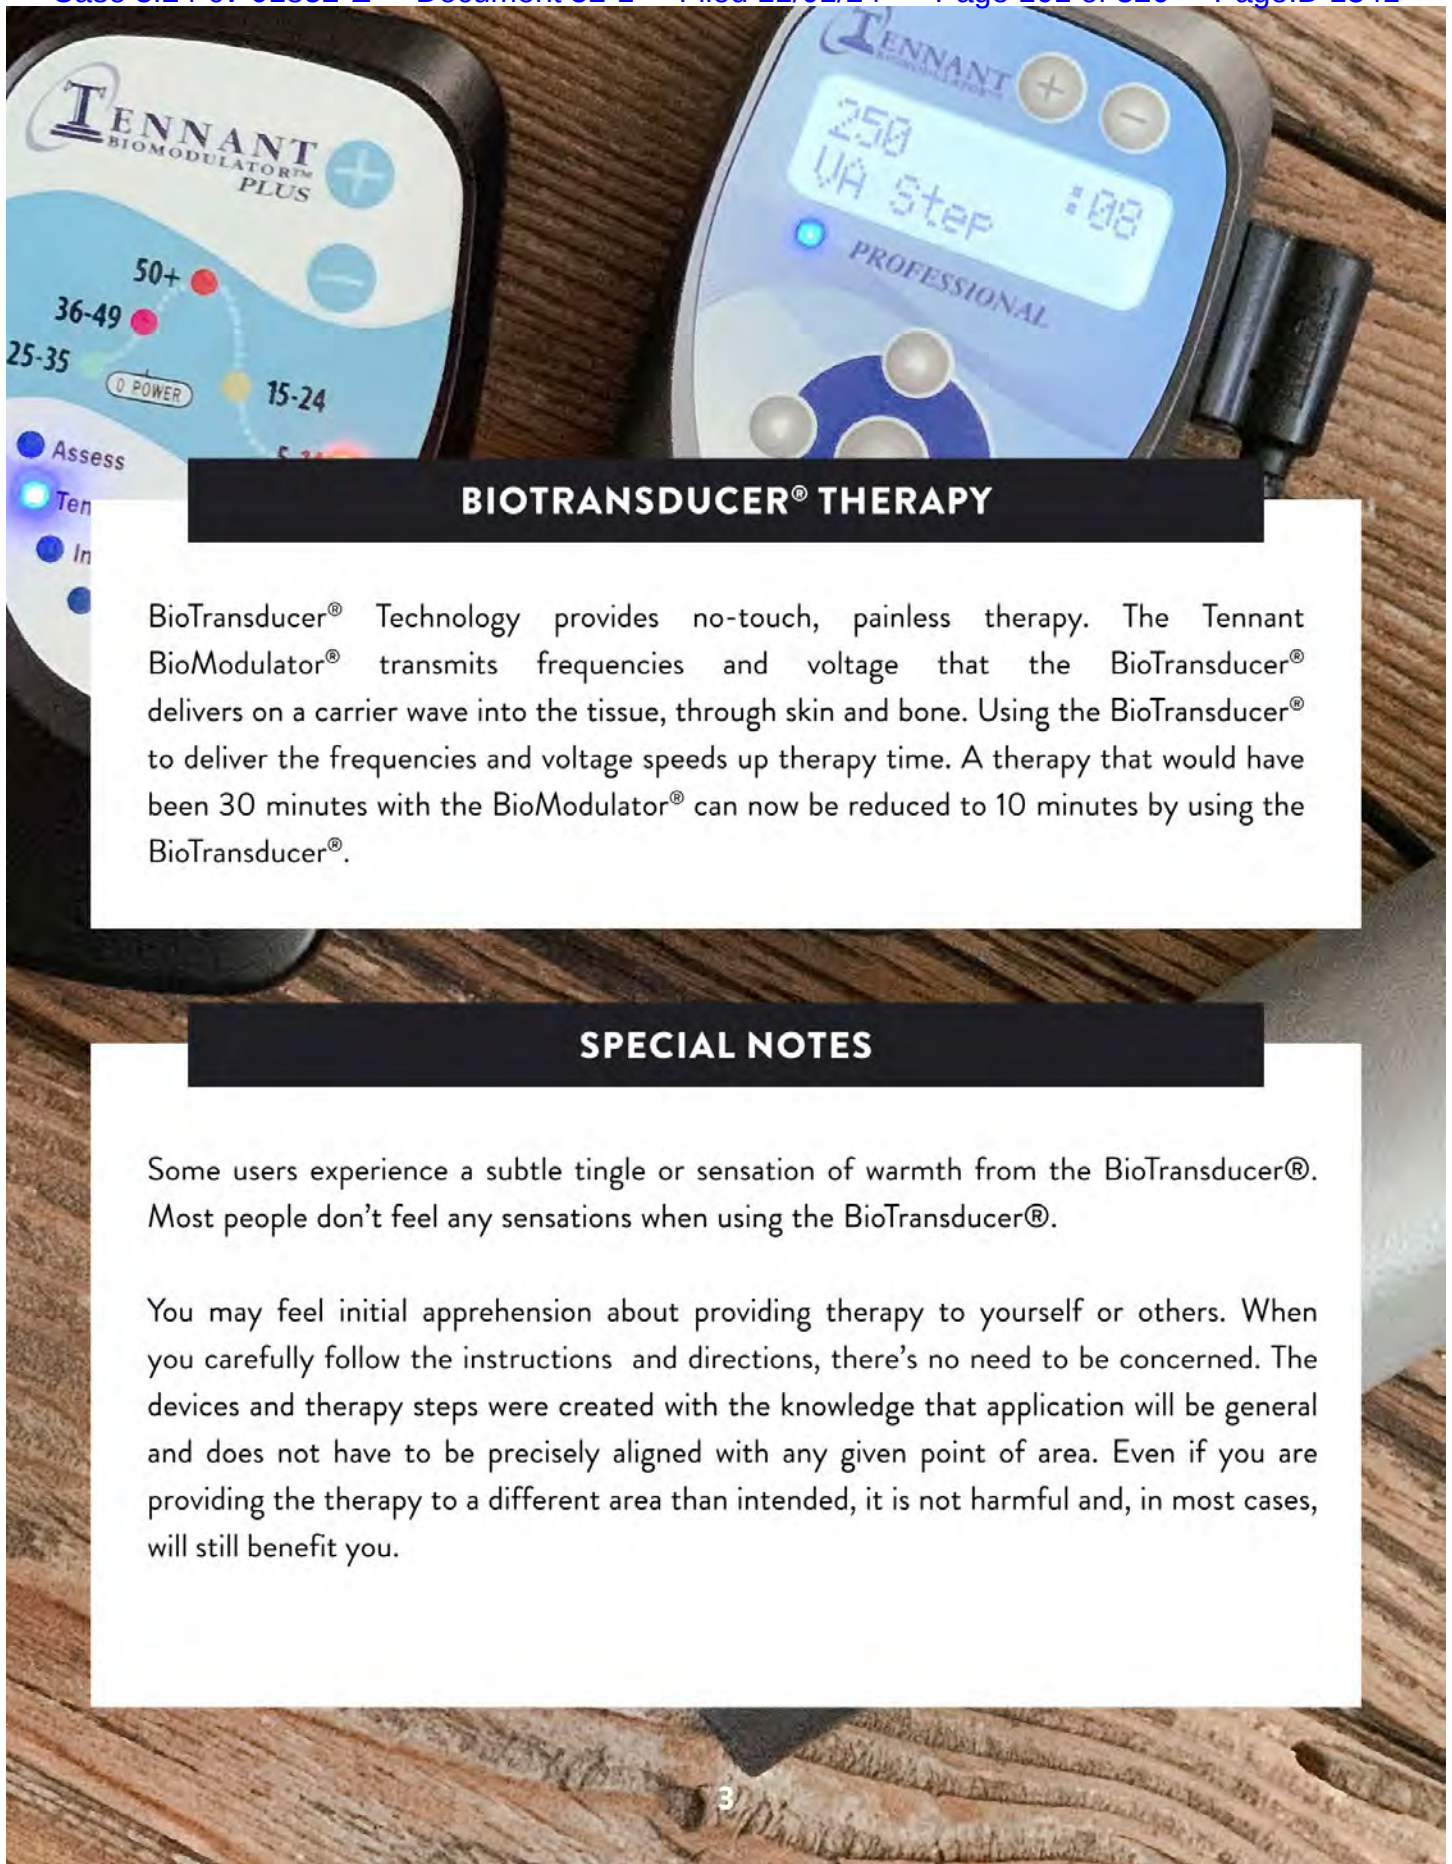 TENNANT
BIOMODULATOR™
PLUS
50+
36-49
25-35
0 POWER
15-24
Assess
TENNANT
BIOMODULATOR™
250
VA Step :08
PROFESSIONAL
BIOTRANSDUCER® THERAPY
BioTransducer® Technology provides no-touch, painless therapy. The Tennant
BioModulator® transmits frequencies and voltage that the BioTransducer®
delivers on a carrier wave into the tissue, through skin and bone. Using the BioTransducer®
to deliver the frequencies and voltage speeds up therapy time. A therapy that would have
been 30 minutes with the BioModulator® can now be reduced to 10 minutes by using the
BioTransducer®.
SPECIAL NOTES
Some users experience a subtle tingle or sensation of warmth from the BioTransducer®.
Most people don't feel any sensations when using the BioTransducer®.
You may feel initial apprehension about providing therapy to yourself or others. When
you carefully follow the instructions and directions, there's no need to be concerned. The
devices and therapy steps were created with the knowledge that application will be general
and does not have to be precisely aligned with any given point of area. Even if you are
providing the therapy to a different area than intended, it is not harmful and, in most cases,
will still benefit you.
3